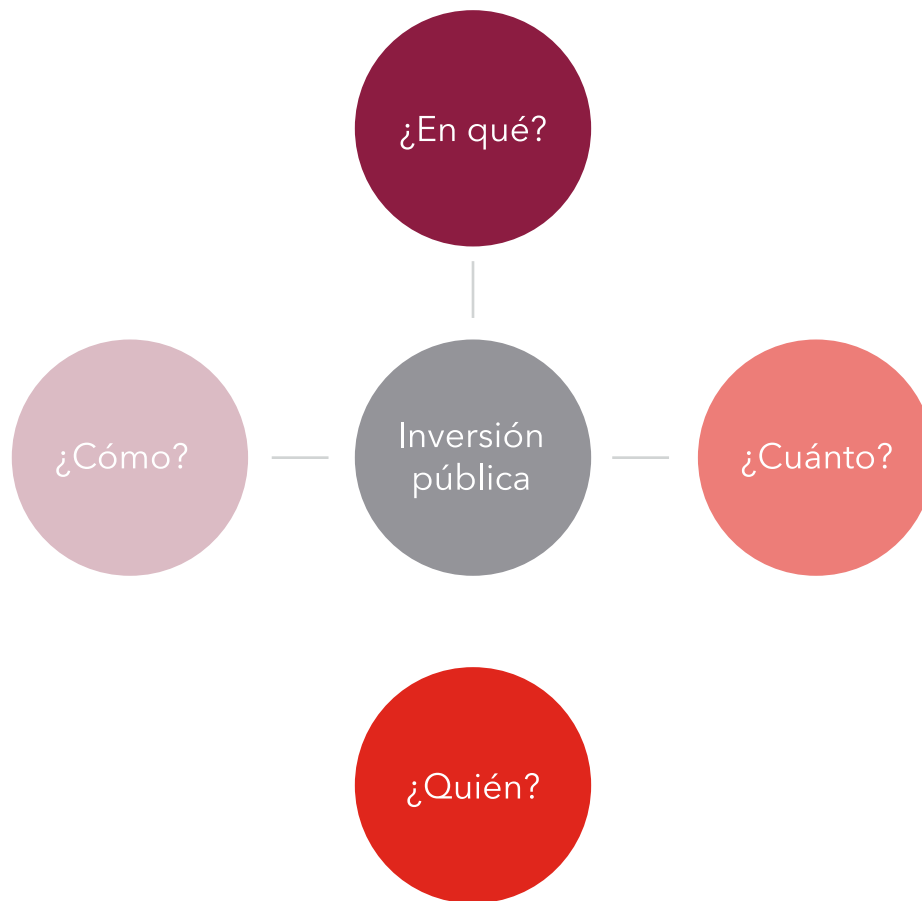 ¿En qué?
¿Cómo?
Inversión
pública
¿Cuánto?
¿Quién?